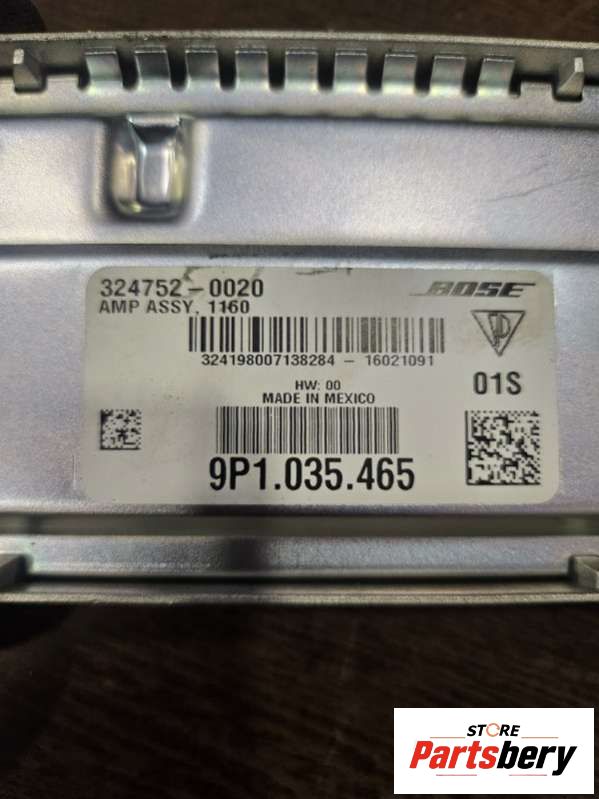 324752-0020
BOSE
AMP ASSY, 1160
324198007138284 - 16021091
HW: 00
MADE IN MEXICO
01S
9P1.035.465
STORE
Partsbery